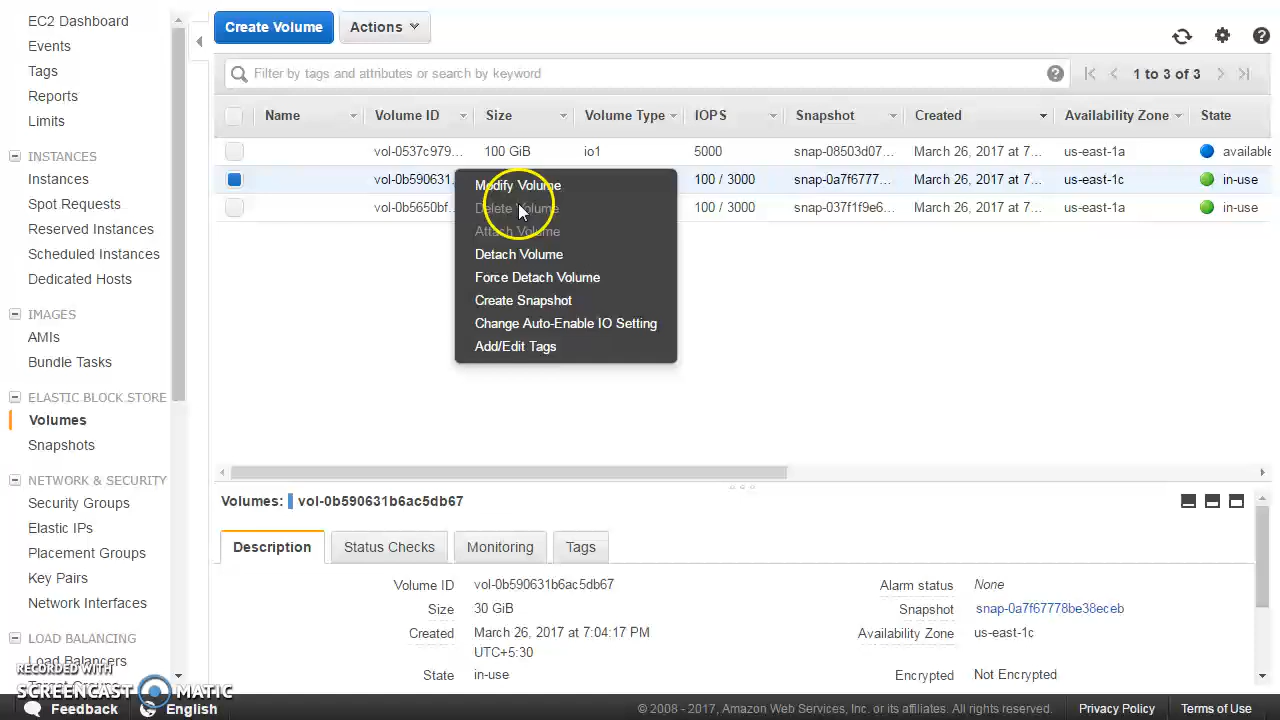 EC2 Dashboard
Events
Tags
Reports
Limits
INSTANCES
Instances
Spot Requests
Reserved Instances
Scheduled Instances
Dedicated Hosts
IMAGES
AMIs
Bundle Tasks
ELASTIC BLOCK STORE
Volumes
Snapshots
NETWORK & SECURITY
Security Groups
Elastic IPs
Placement Groups
Key Pairs
Network Interfaces
LOAD BALANCING
Load Balancers
RECORDED WITH
SCREENCAST MATIC
Create Volume Actions
Filter by tags and attributes or search by keyword 1 to 3 of 3
Name Volume ID Size Volume Type IOPS Snapshot Created Availability Zone State
vol-0537c979... 100 GiB io1 5000 snap-08503d07... March 26, 2017 at 7... us-east-1a available
vol-0b590631 100 / 3000 snap-0a7f6777... March 26, 2017 at 7... us-east-1c in-use
vol-0b5650bf 100 / 3000 snap-037f1f9e6... March 26, 2017 at 7... us-east-1a in-use
Modify Volume
Delete Volume
Attach Volume
Detach Volume
Force Detach Volume
Create Snapshot
Change Auto-Enable IO Setting
Add/Edit Tags
Volumes: vol-0b590631b6ac5db67
Description Status Checks Monitoring Tags
Volume ID vol-0b590631b6ac5db67 Alarm status None
Size 30 GiB Snapshot snap-0a7f67778be38eceb
Created March 26, 2017 at 7:04:17 PM Availability Zone us-east-1c
UTC+5:30
State in-use Encrypted Not Encrypted
Feedback English © 2008 - 2017, Amazon Web Services, Inc. or its affiliates. All rights reserved. Privacy Policy Terms of Use